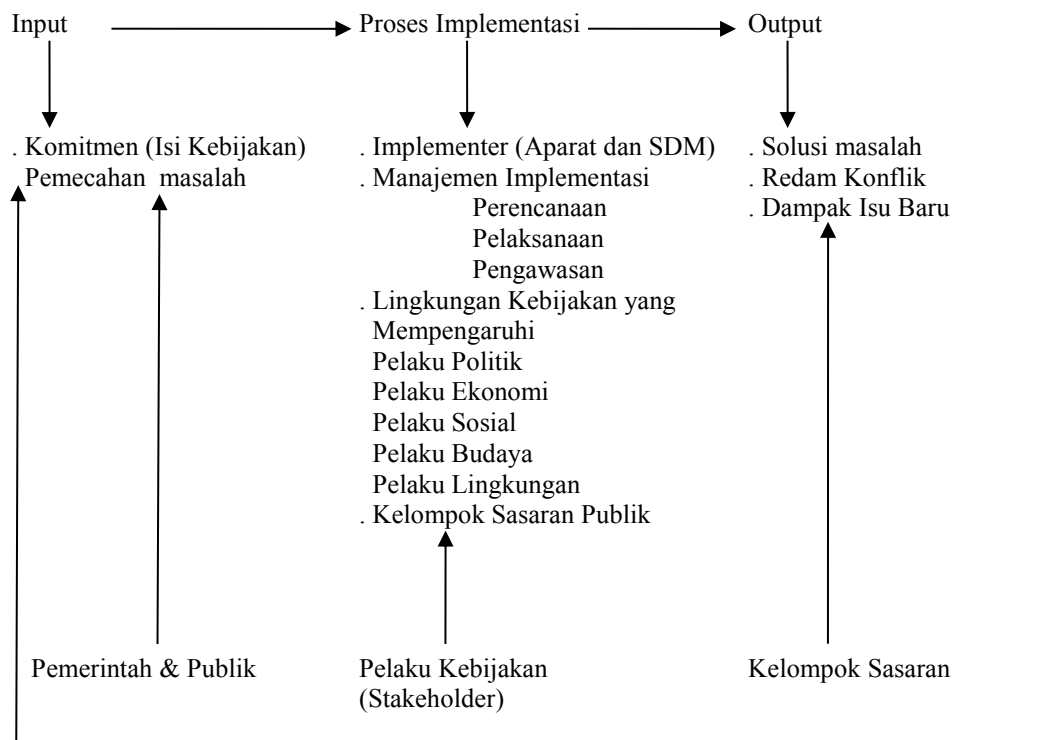 Input
Proses Implementasi
Output
. Komitmen (Isi Kebijakan)
Pemecahan masalah
. Implementer (Aparat dan SDM)
. Manajemen Implementasi
Perencanaan
Pelaksanaan
Pengawasan
. Lingkungan Kebijakan yang
Mempengaruhi
Pelaku Politik
Pelaku Ekonomi
Pelaku Sosial
Pelaku Budaya
Pelaku Lingkungan
. Kelompok Sasaran Publik
. Solusi masalah
. Redam Konflik
. Dampak Isu Baru
Pemerintah & Publik
Pelaku Kebijakan
(Stakeholder)
Kelompok Sasaran